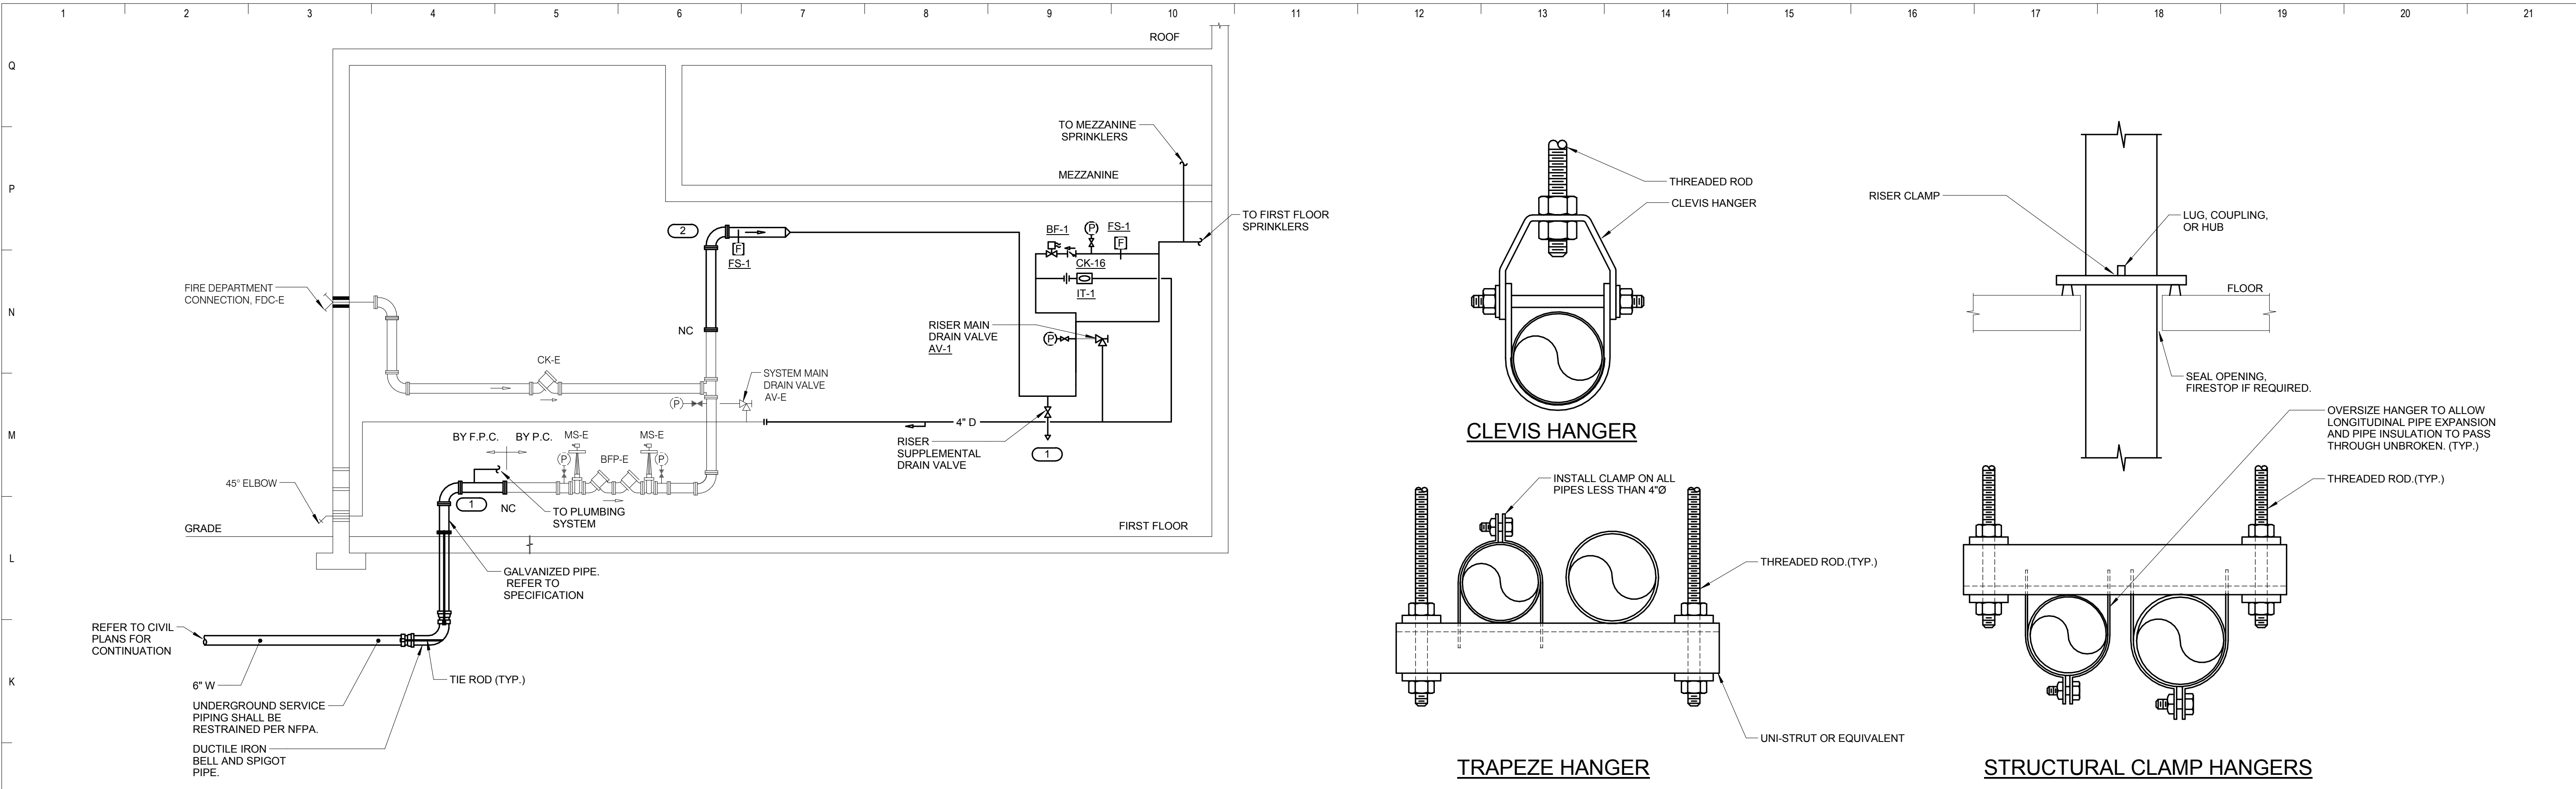 1 2 3 4 5 6 7 8 9 10 11 12 13 14 15 16 17 18 19 20 21
Q
P
N
M
L
K
ROOF
TO MEZZANINE
SPRINKLERS
MEZZANINE
TO FIRST FLOOR
SPRINKLERS
2
F
FS-1
BF-1
P
FS-1
F
CK-16
IT-1
FIRE DEPARTMENT
CONNECTION, FDC-E
NC
RISER MAIN
DRAIN VALVE
AV-1
P
CK-E
SYSTEM MAIN
DRAIN VALVE
AV-E
P
4" D
BY F.P.C.
BY P.C.
MS-E
MS-E
P
BFP-E
P
RISER
SUPPLEMENTAL
DRAIN VALVE
1
45° ELBOW
1
NC
TO PLUMBING
SYSTEM
GRADE
FIRST FLOOR
GALVANIZED PIPE.
REFER TO
SPECIFICATION
REFER TO CIVIL
PLANS FOR
CONTINUATION
6" W
TIE ROD (TYP.)
UNDERGROUND SERVICE
PIPING SHALL BE
RESTRAINED PER NFPA.
DUCTILE IRON
BELL AND SPIGOT
PIPE.
THREADED ROD
CLEVIS HANGER
CLEVIS HANGER
INSTALL CLAMP ON ALL
PIPES LESS THAN 4"Ø
THREADED ROD.(TYP.)
UNI-STRUT OR EQUIVALENT
TRAPEZE HANGER
RISER CLAMP
LUG, COUPLING,
OR HUB
FLOOR
SEAL OPENING,
FIRESTOP IF REQUIRED.
OVERSIZE HANGER TO ALLOW
LONGITUDINAL PIPE EXPANSION
AND PIPE INSULATION TO PASS
THROUGH UNBROKEN. (TYP.)
THREADED ROD.(TYP.)
STRUCTURAL CLAMP HANGERS